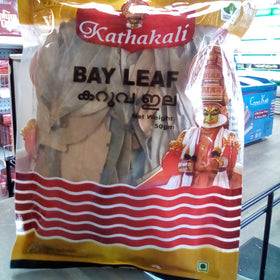 Kathakali
BAY LEAF
കറുവ ഇല
Net Weight:
50gm